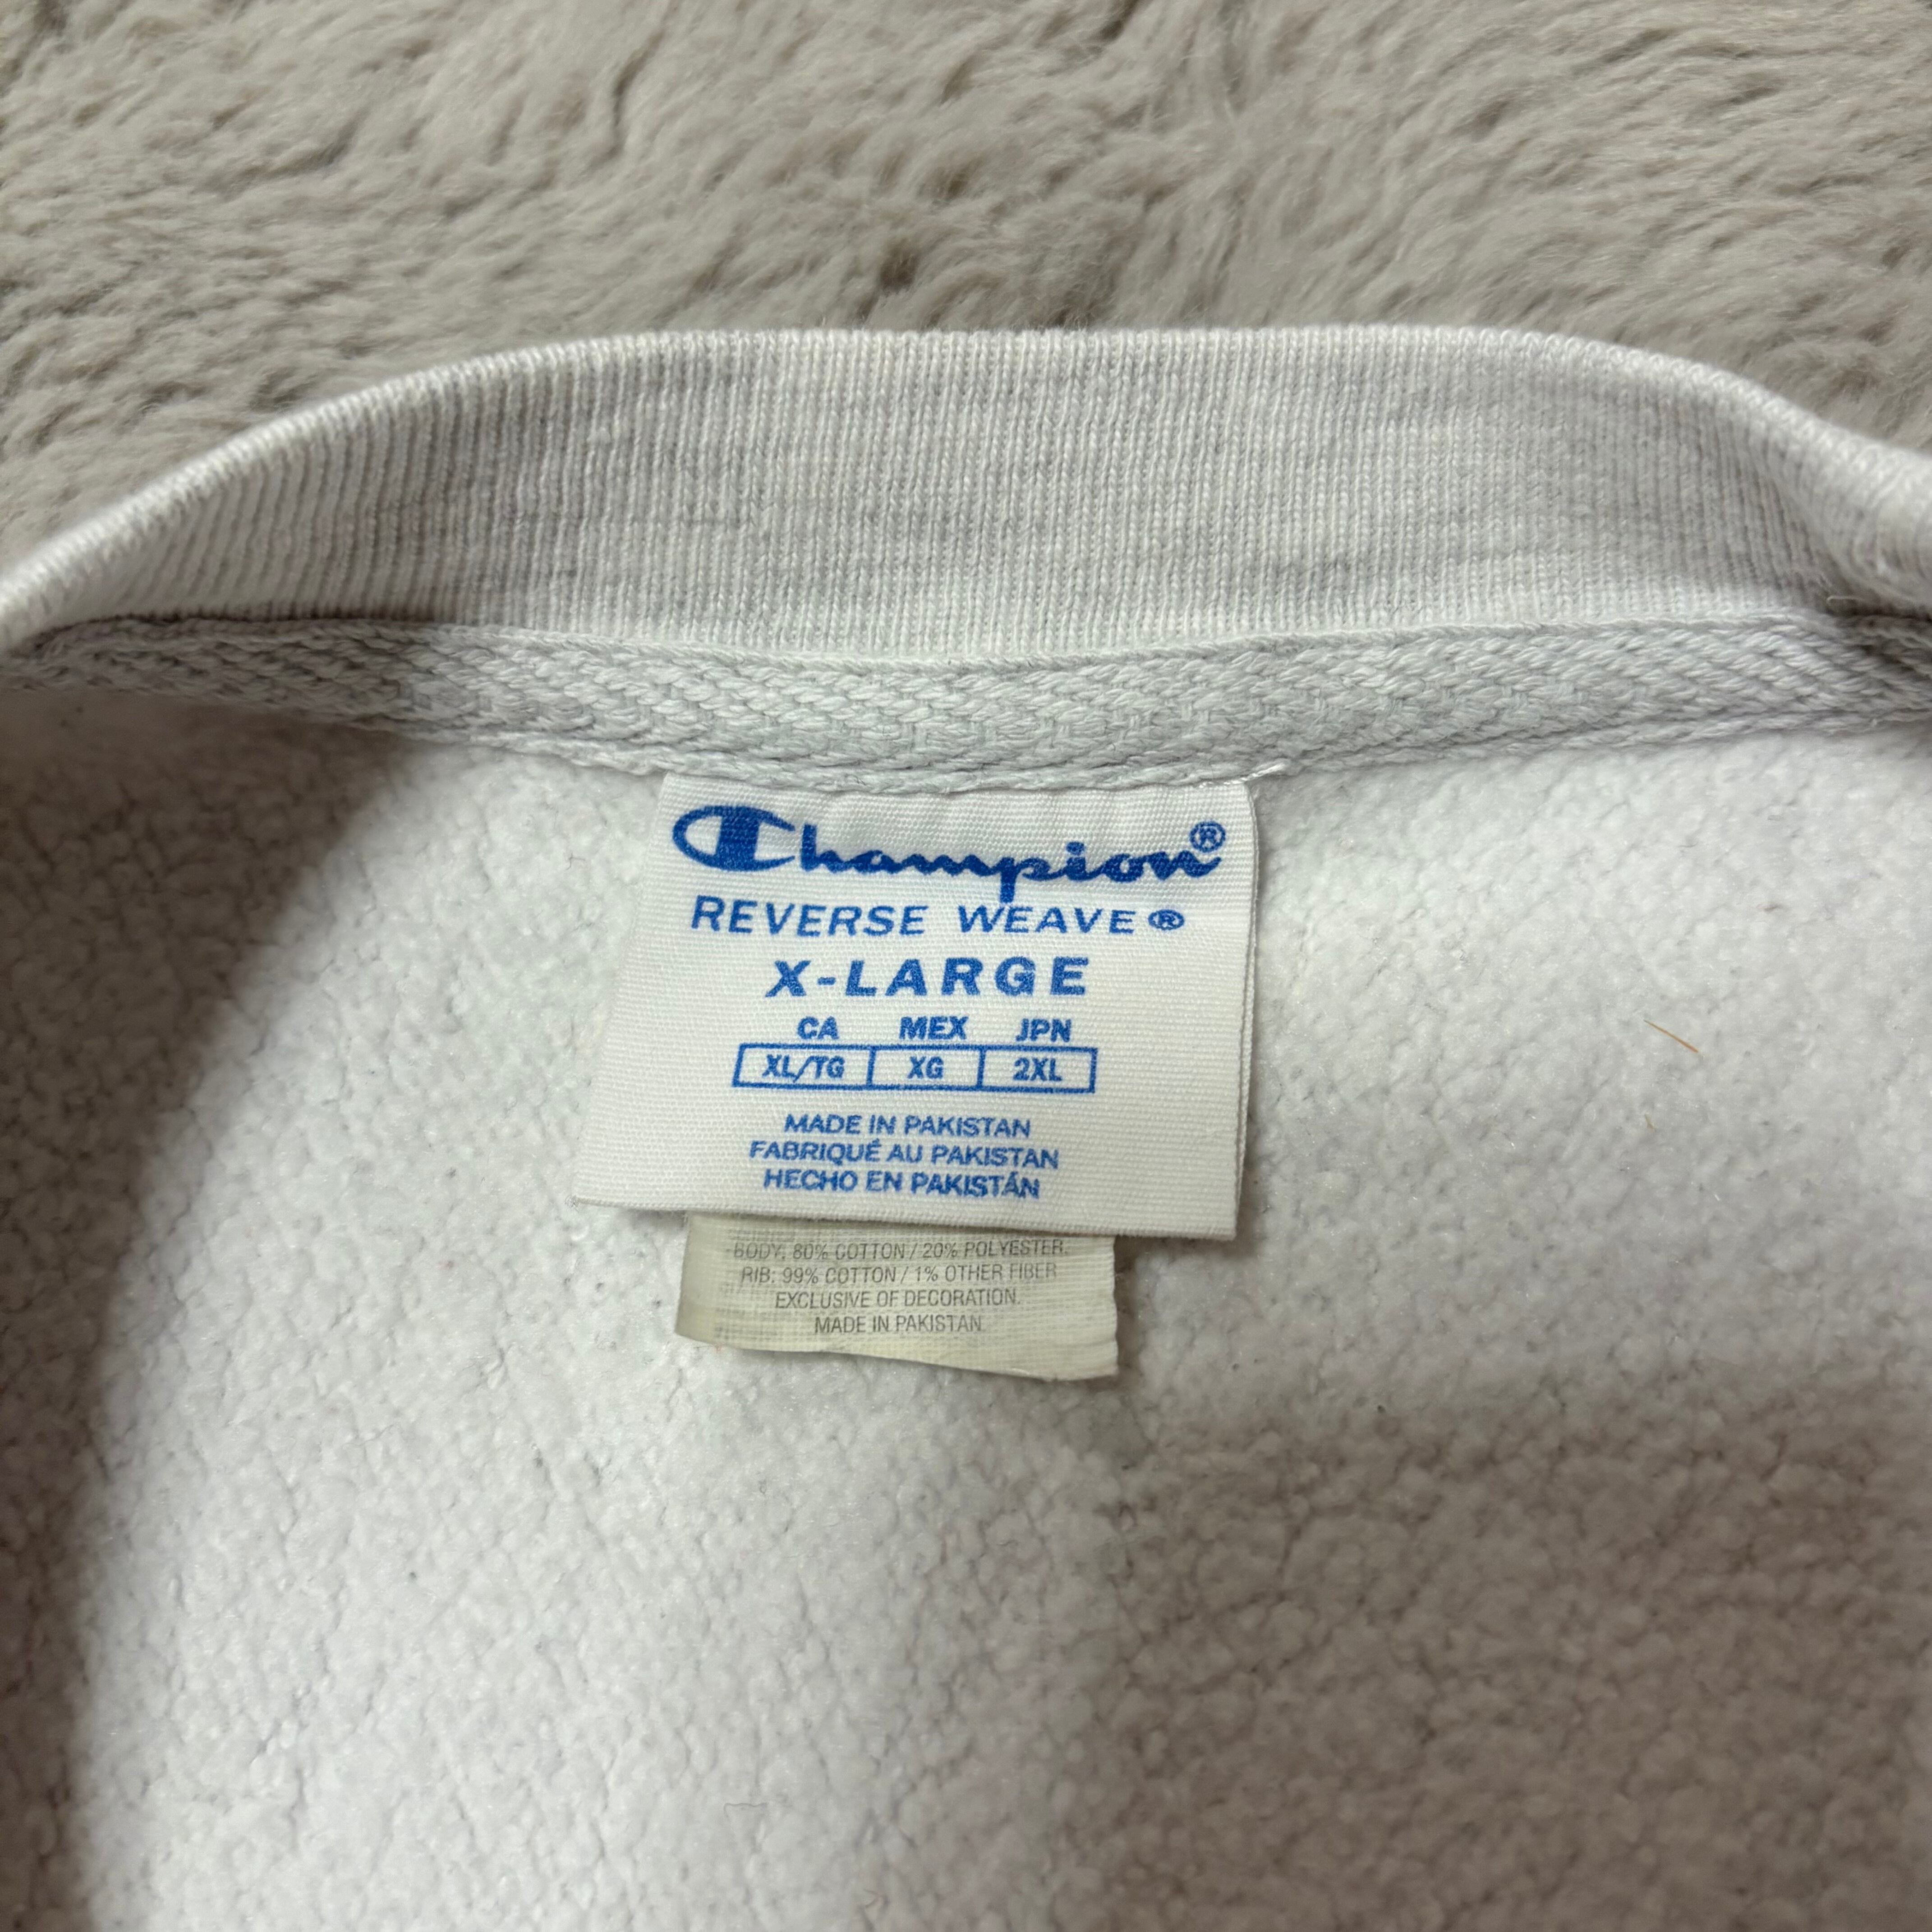 Champion®
REVERSE WEAVE®
X-LARGE
CA MEX JPN
XL/TG XG 2XL
MADE IN PAKISTAN
FABRIQUÉ AU PAKISTAN
HECHO EN PAKISTÁN
BODY: 80% COTTON / 20% POLYESTER.
RIB: 99% COTTON / 1% OTHER FIBER
EXCLUSIVE OF DECORATION.
MADE IN PAKISTAN.